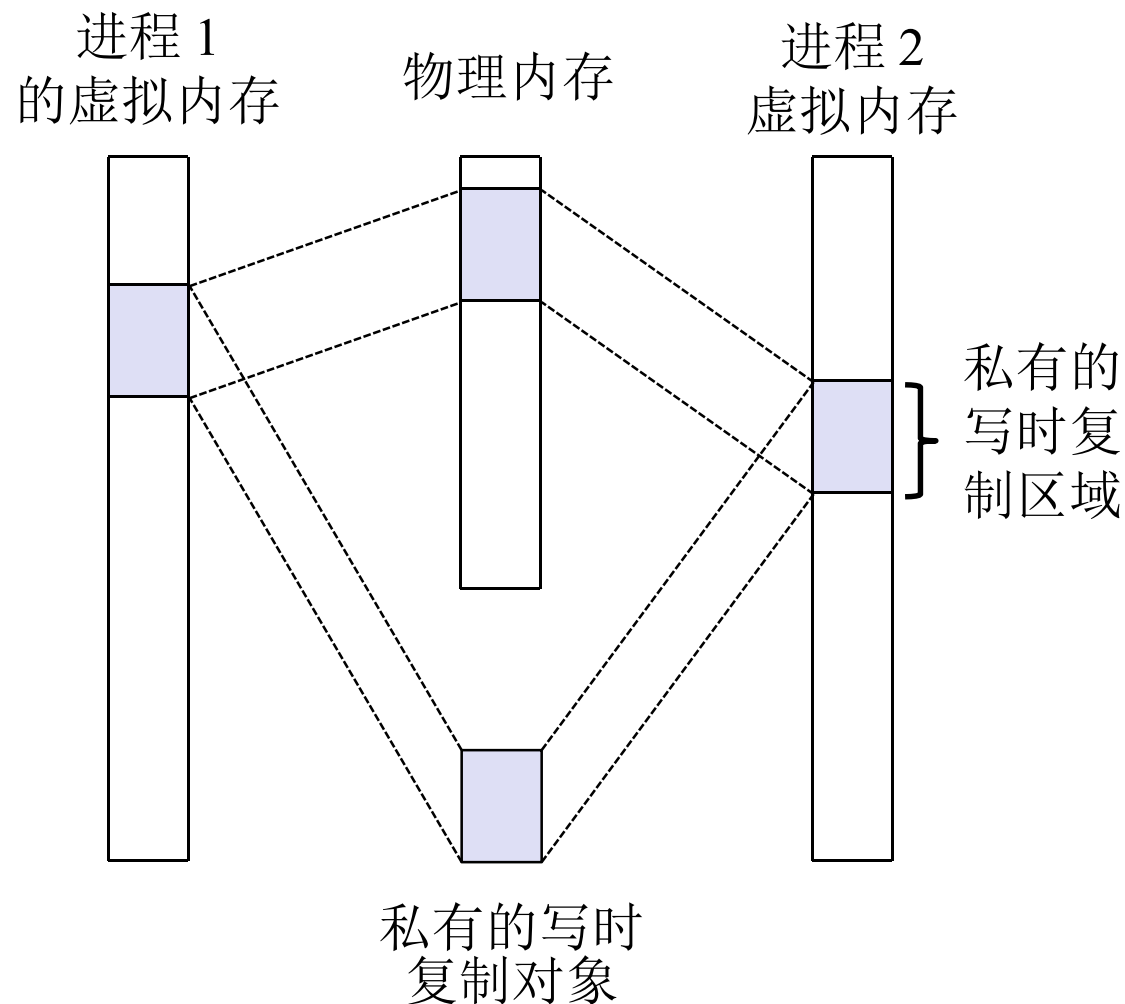 进程 1
的虚拟内存
物理内存
进程 2
虚拟内存
私有的
写时复
制区域
私有的写时
复制对象